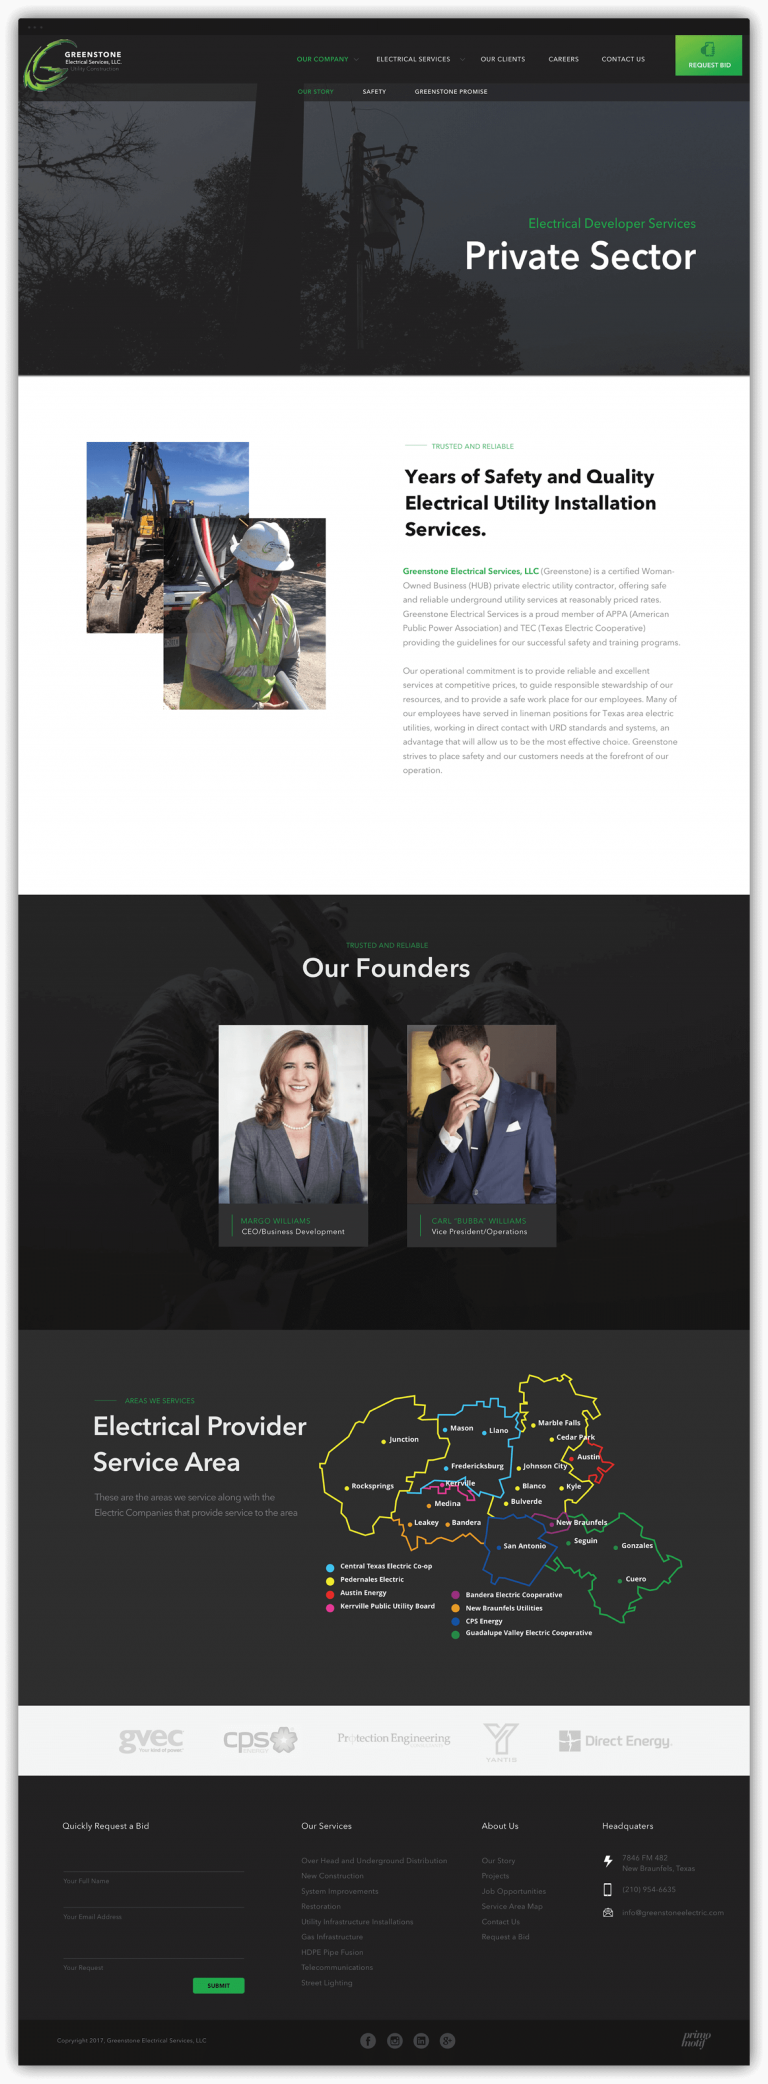 GREENSTONE
Electrical Services, LLC.
Utility Construction
OUR COMPANY
ELECTRICAL SERVICES
OUR CLIENTS
CAREERS
CONTACT US
REQUEST BID
OUR STORY
SAFETY
GREENSTONE PROMISE
Electrical Developer Services
Private Sector
TRUSTED AND RELIABLE
Years of Safety and Quality
Electrical Utility Installation
Services.
Greenstone Electrical Services, LLC (Greenstone) is a certified Woman-
Owned Business (HUB) private electric utility contractor, offering safe
and reliable underground utility services at reasonably priced rates.
Greenstone Electrical Services is a proud member of APPA (American
Public Power Association) and TEC (Texas Electric Cooperative)
providing the guidelines for our successful safety and training programs.
Our operational commitment is to provide reliable and excellent
services at competitive prices, to guide responsible stewardship of our
resources, and to provide a safe work place for our employees. Many of
our employees have served in lineman positions for Texas area electric
utilities, working in direct contact with URD standards and systems, an
advantage that will allow us to be the most effective choice. Greenstone
strives to place safety and our customers needs at the forefront of our
operation.
TRUSTED AND RELIABLE
Our Founders
MARGO WILLIAMS
CEO/Business Development
CARL "BUBBA" WILLIAMS
Vice President/Operations
AREAS WE SERVICES
Electrical Provider
Service Area
These are the areas we service along with the
Electric Companies that provide service to the area
Junction
Mason
Llano
Marble Falls
Cedar Park
Austin
Fredericksburg
Johnson City
Rocksprings
Kerrville
Blanco
Kyle
Medina
Bulverde
Leakey
Bandera
New Braunfels
San Antonio
Seguin
Gonzales
Cuero
Central Texas Electric Co-op
Pedernales Electric
Austin Energy
Kerrville Public Utility Board
Bandera Electric Cooperative
New Braunfels Utilities
CPS Energy
Guadalupe Valley Electric Cooperative
gvec
Your kind of power.
cps
ENERGY
Protection Engineering
YANTIS
Direct Energy.
Quickly Request a Bid
Your Full Name
Your Email Address
Your Request
SUBMIT
Our Services
Over Head and Underground Distribution
New Construction
System Improvements
Restoration
Utility Infrastructure Installations
Gas Infrastructure
HDPE Pipe Fusion
Telecommunications
Street Lighting
About Us
Our Story
Projects
Job Opportunities
Service Area Map
Contact Us
Request a Bid
Headquaters
7846 FM 482
New Braunfels, Texas
(210) 954-6635
info@greenstoneelectric.com
Copyright 2017. Greenstone Electrical Services, LLC
primo
motif